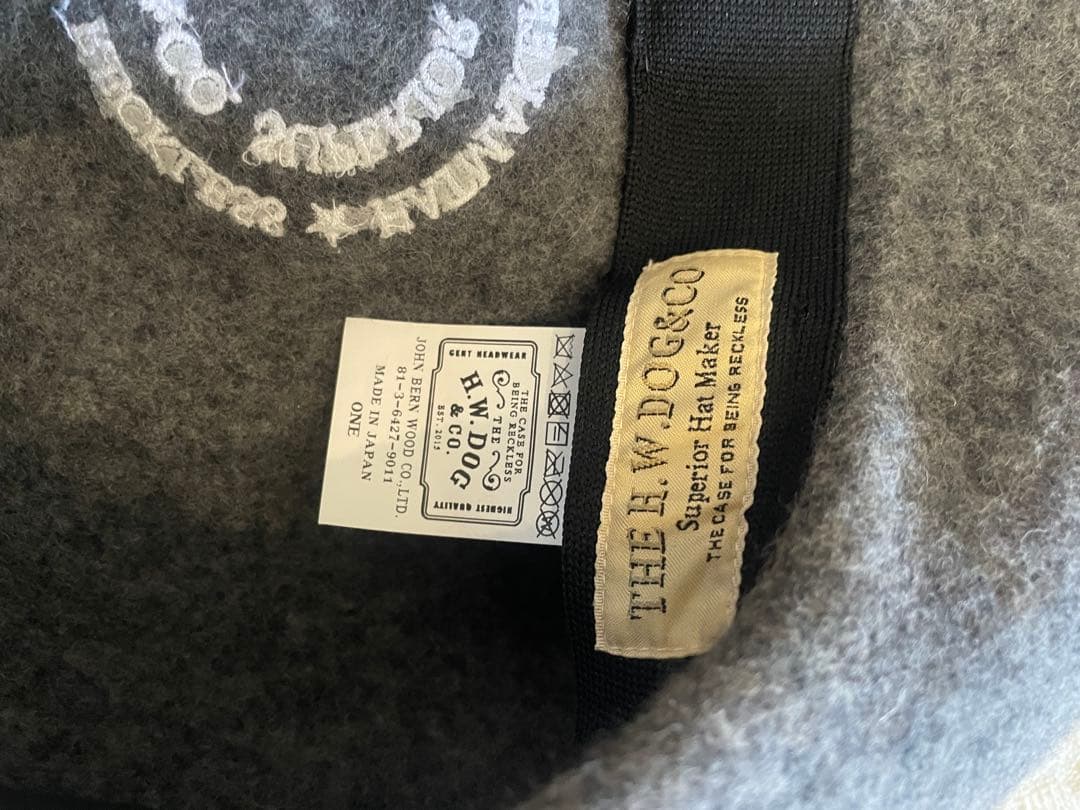 THE H.W.DOG&CO
Superior Hat Maker
THE CASE FOR BEING RECKLESS
GENT HEADWEAR
THE CASE FOR
BEING RECKLESS
THE
H.W.DOG
& CO.
EST.2015
HIGHEST QUALITY
JOHN BERN WOOD CO.,LTD.
81-3-6427-9011
MADE IN JAPAN
ONE